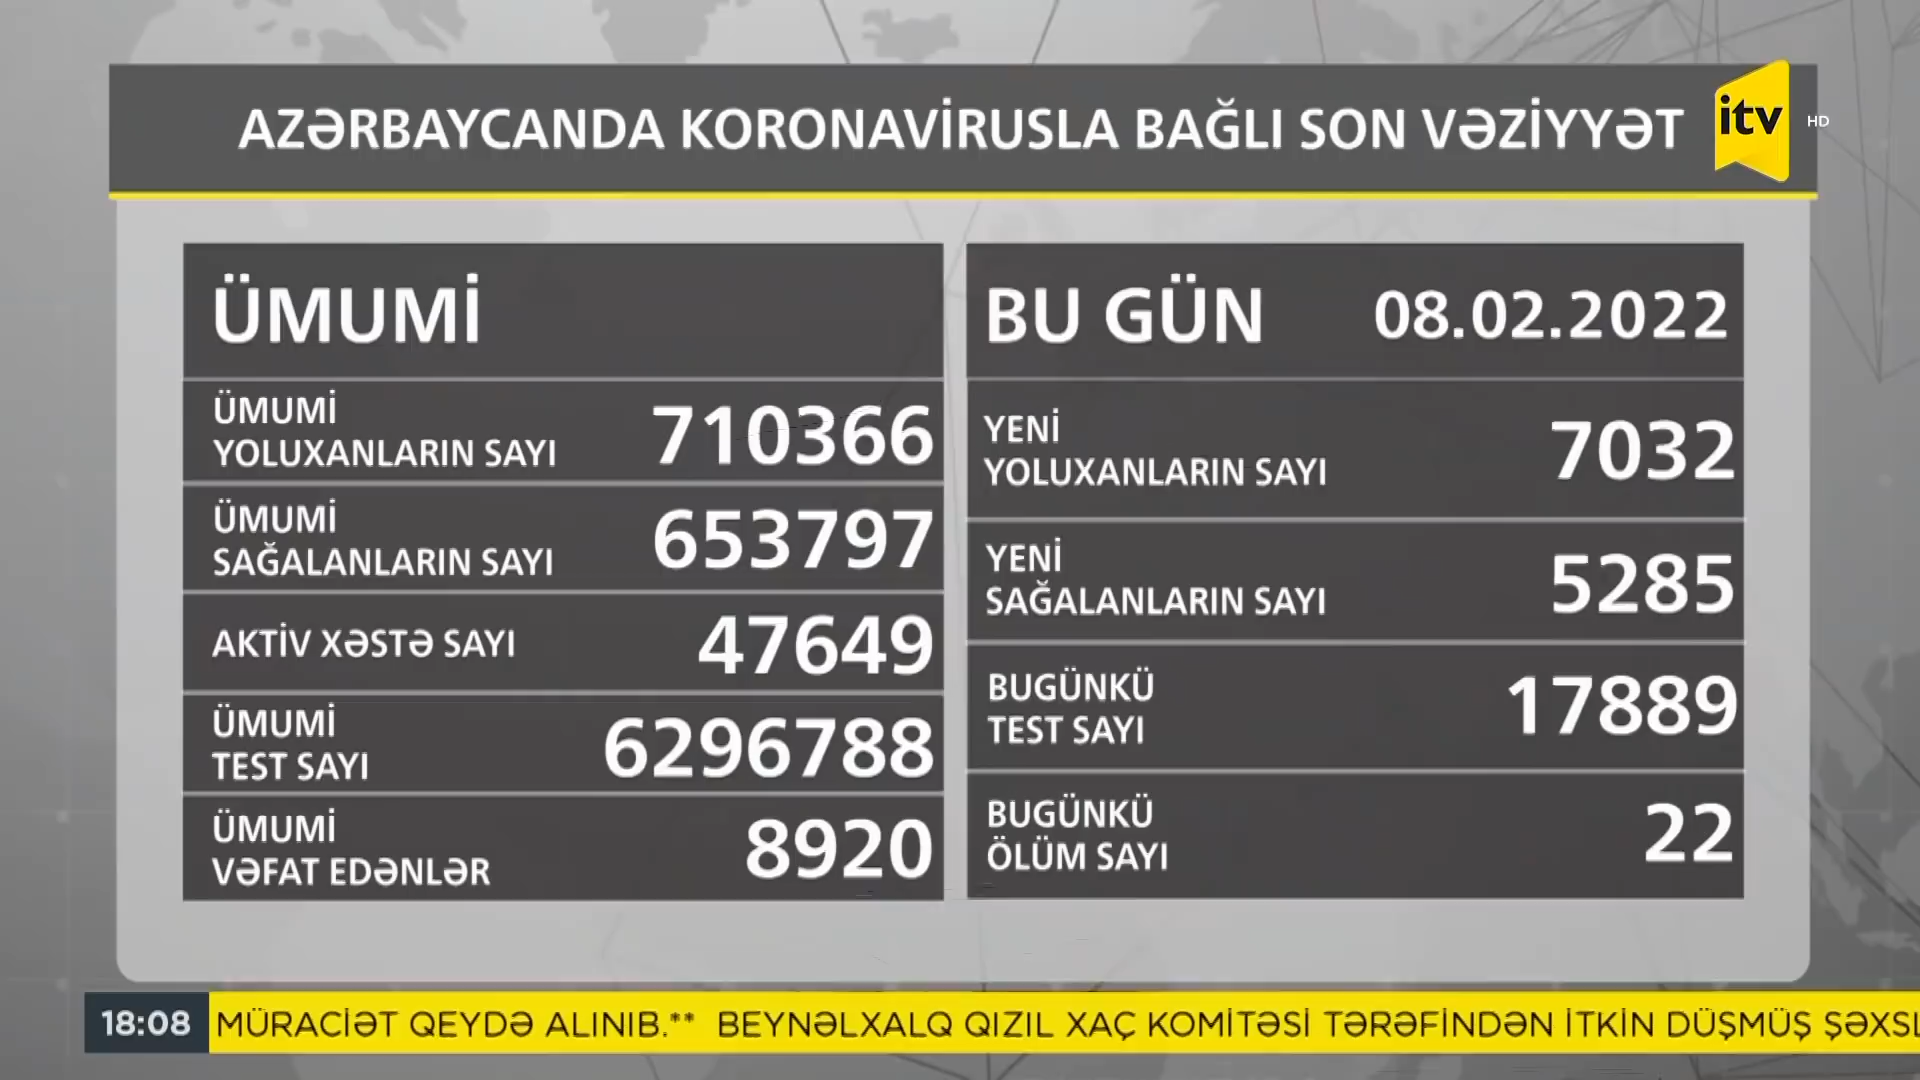 AZƏRBAYCANDA KORONAVİRUSLA BAĞLI SON VƏZİYYƏT
itv HD
ÜMUMİ
ÜMUMİ
YOLUXANLARIN SAYI 710366
ÜMUMİ
SAĞALANLARIN SAYI 653797
AKTİV XƏSTƏ SAYI 47649
ÜMUMİ
TEST SAYI 6296788
ÜMUMİ
VƏFAT EDƏNLƏR 8920
BU GÜN 08.02.2022
YENİ
YOLUXANLARIN SAYI 7032
YENİ
SAĞALANLARIN SAYI 5285
BUGÜNKÜ
TEST SAYI 17889
BUGÜNKÜ
ÖLÜM SAYI 22
18:08 MÜRACİƏT QEYDƏ ALINIB.** BEYNƏLXALQ QIZIL XAÇ KOMİTƏSİ TƏRƏFİNDƏN İTKİN DÜŞMÜŞ ŞƏXSL